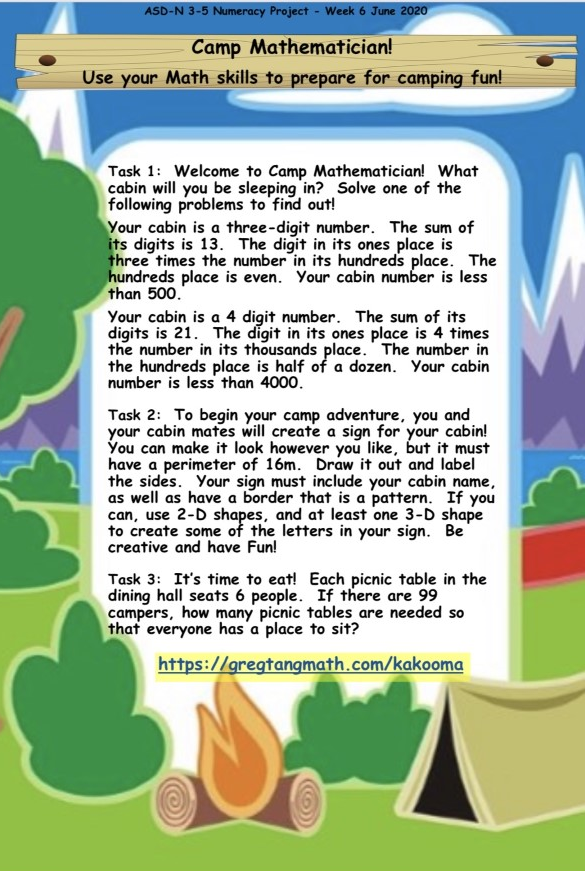 ASD-N 3-5 Numeracy Project - Week 6 June 2020
Camp Mathematician!
Use your Math skills to prepare for camping fun!
Task 1: Welcome to Camp Mathematician! What
cabin will you be sleeping in? Solve one of the
following problems to find out!
Your cabin is a three-digit number. The sum of
its digits is 13. The digit in its ones place is
three times the number in its hundreds place. The
hundreds place is even. Your cabin number is less
than 500.
Your cabin is a 4 digit number. The sum of its
digits is 21. The digit in its ones place is 4 times
the number in its thousands place. The number in
the hundreds place is half of a dozen. Your cabin
number is less than 4000.
Task 2: To begin your camp adventure, you and
your cabin mates will create a sign for your cabin!
You can make it look however you like, but it must
have a perimeter of 16m. Draw it out and label
the sides. Your sign must include your cabin name,
as well as have a border that is a pattern. If you
can, use 2-D shapes, and at least one 3-D shape
to create some of the letters in your sign. Be
creative and have Fun!
Task 3: It's time to eat! Each picnic table in the
dining hall seats 6 people. If there are 99
campers, how many picnic tables are needed so
that everyone has a place to sit?
https://gregtangmath.com/kakooma